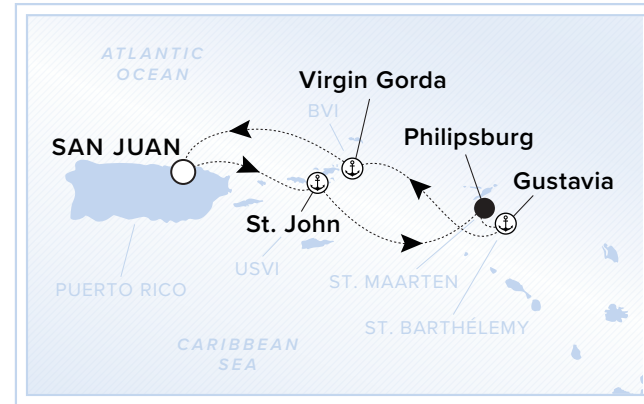 ATLANTIC
OCEAN
Virgin Gorda
BVI
SAN JUAN
Philipsburg
Gustavia
St. John
USVI
ST. MAARTEN
PUERTO RICO
ST. BARTHÉLEMY
CARIBBEAN
SEA